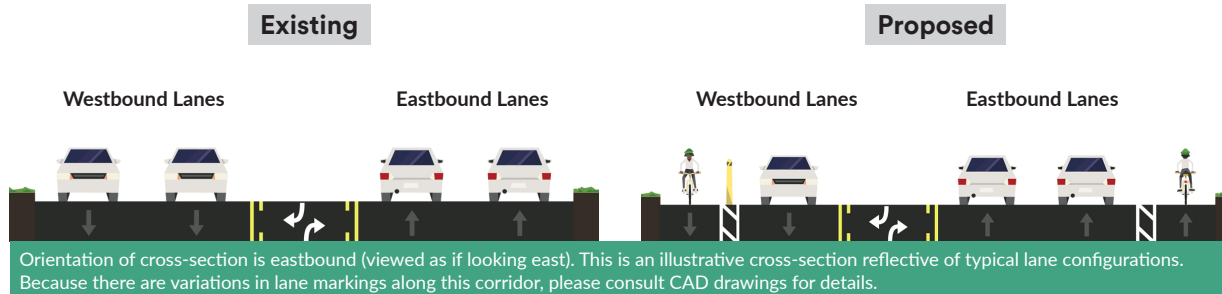 Existing
Proposed
Westbound Lanes
Eastbound Lanes
Westbound Lanes
Eastbound Lanes
Orientation of cross-section is eastbound (viewed as if looking east). This is an illustrative cross-section reflective of typical lane configurations.
Because there are variations in lane markings along this corridor, please consult CAD drawings for details.